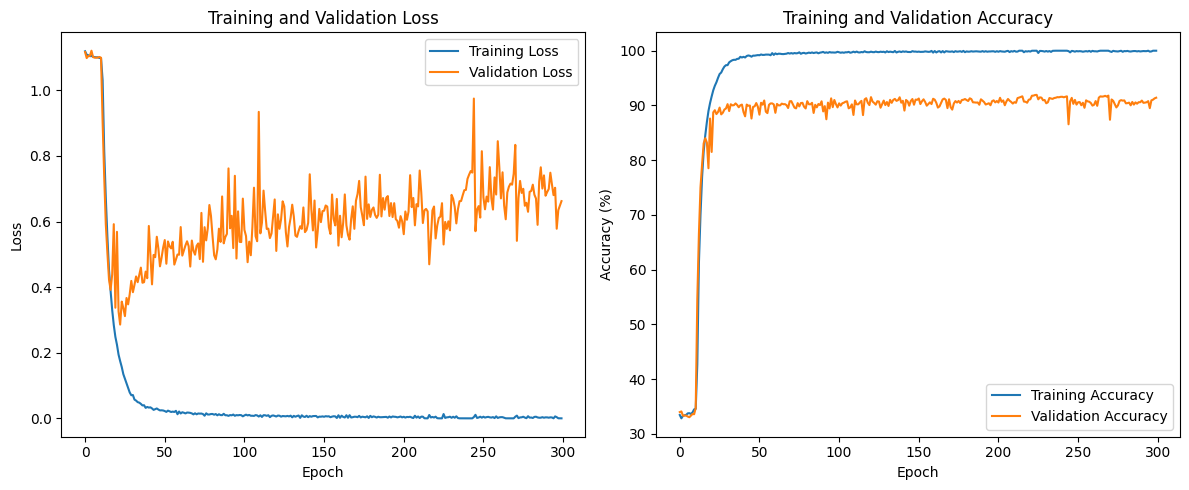 Training and Validation Loss
Training Loss
Validation Loss
1.0
0.8
0.6
0.4
0.2
0.0
Loss
0 50 100 150 200 250 300
Epoch
Training and Validation Accuracy
100
90
80
70
60
50
40
30
Accuracy (%)
Training Accuracy
Validation Accuracy
0 50 100 150 200 250 300
Epoch